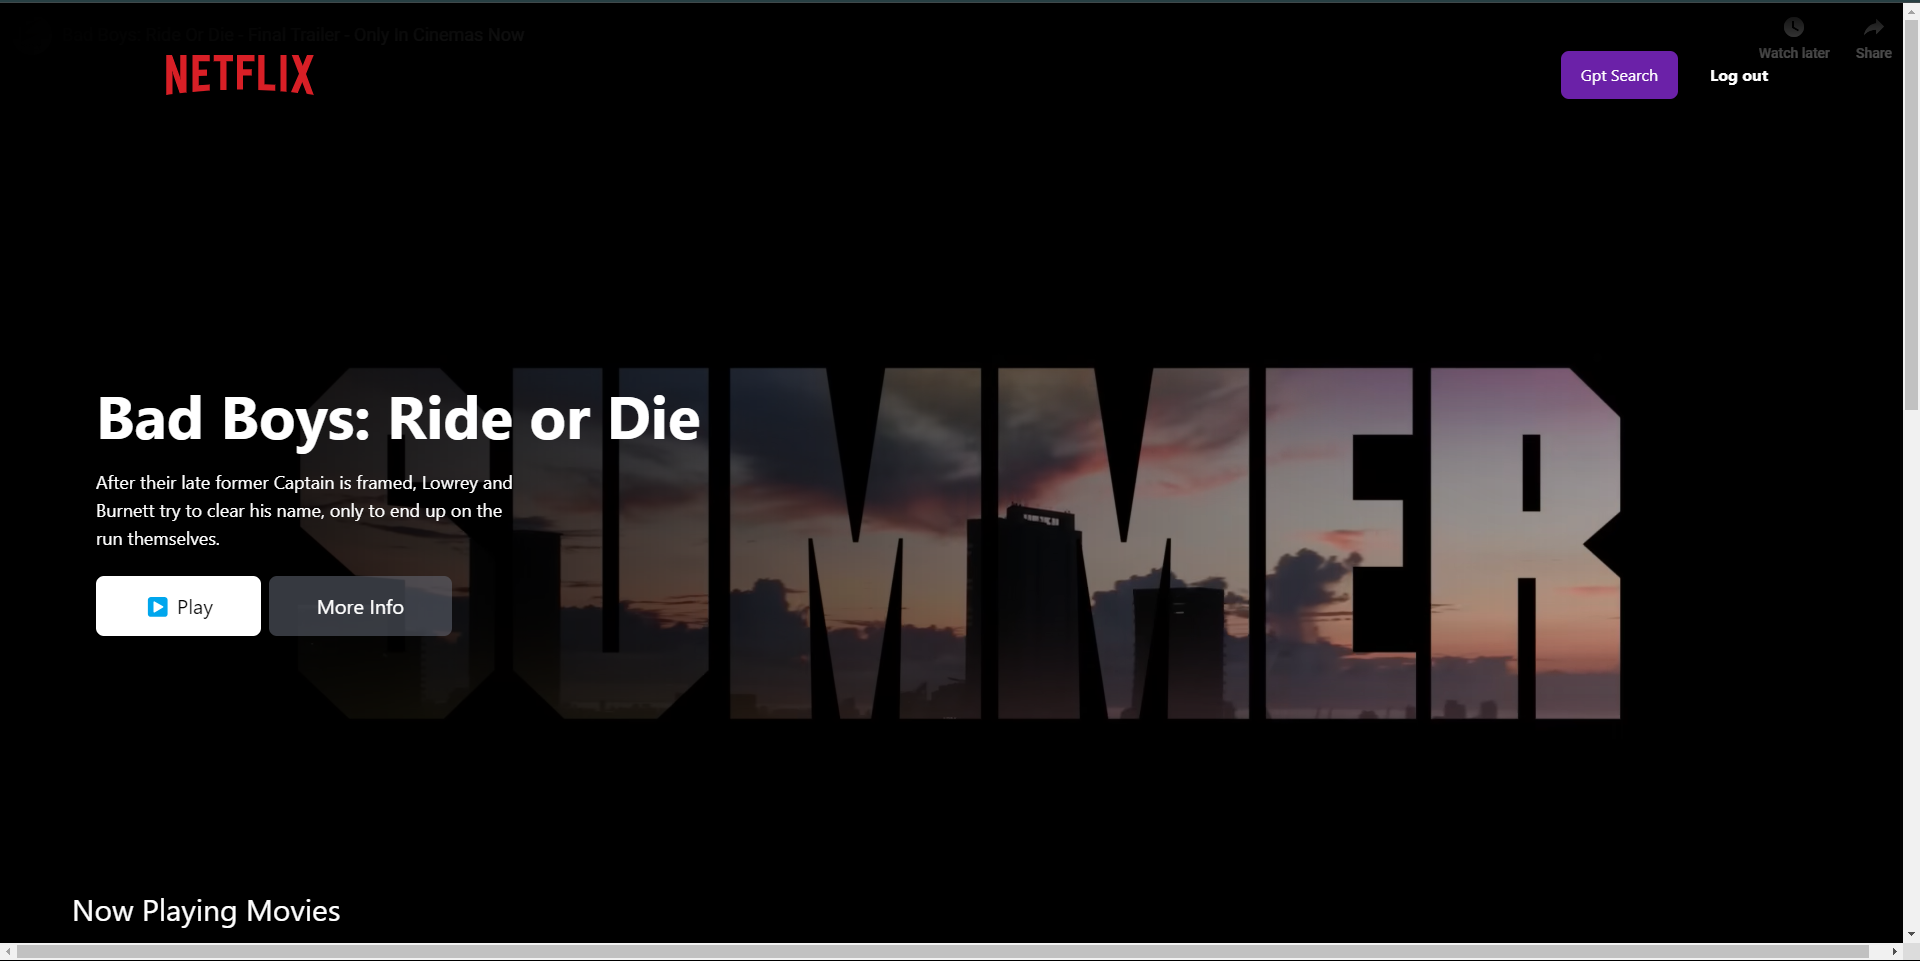 Bad Boys: Ride Or Die - Final Trailer - Only In Cinemas Now
Watch later
Share
NETFLIX
Gpt Search
Log out
SUMMER
Bad Boys: Ride or Die
After their late former Captain is framed, Lowrey and
Burnett try to clear his name, only to end up on the
run themselves.
Play
More Info
Now Playing Movies